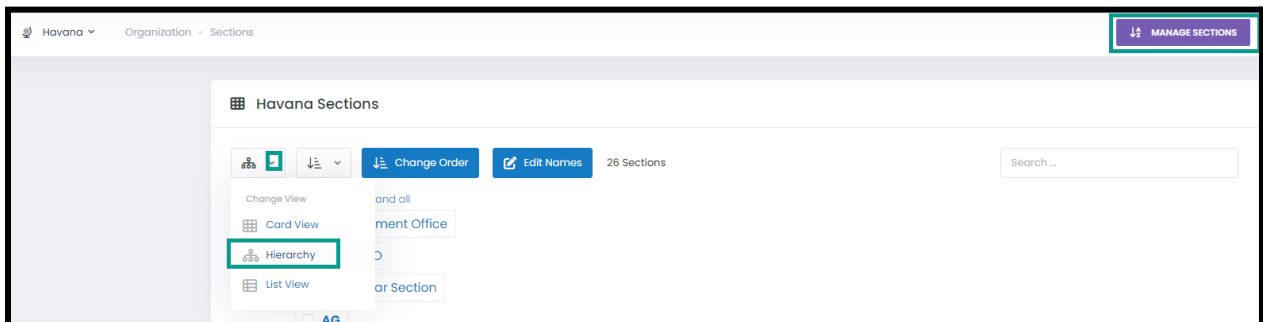 Havana Organization Sections MANAGE SECTIONS
Havana Sections
Change Order Edit Names 26 Sections Search ...
Change View and all
Card View ment Office
Hierarchy O
List View ar Section
AG